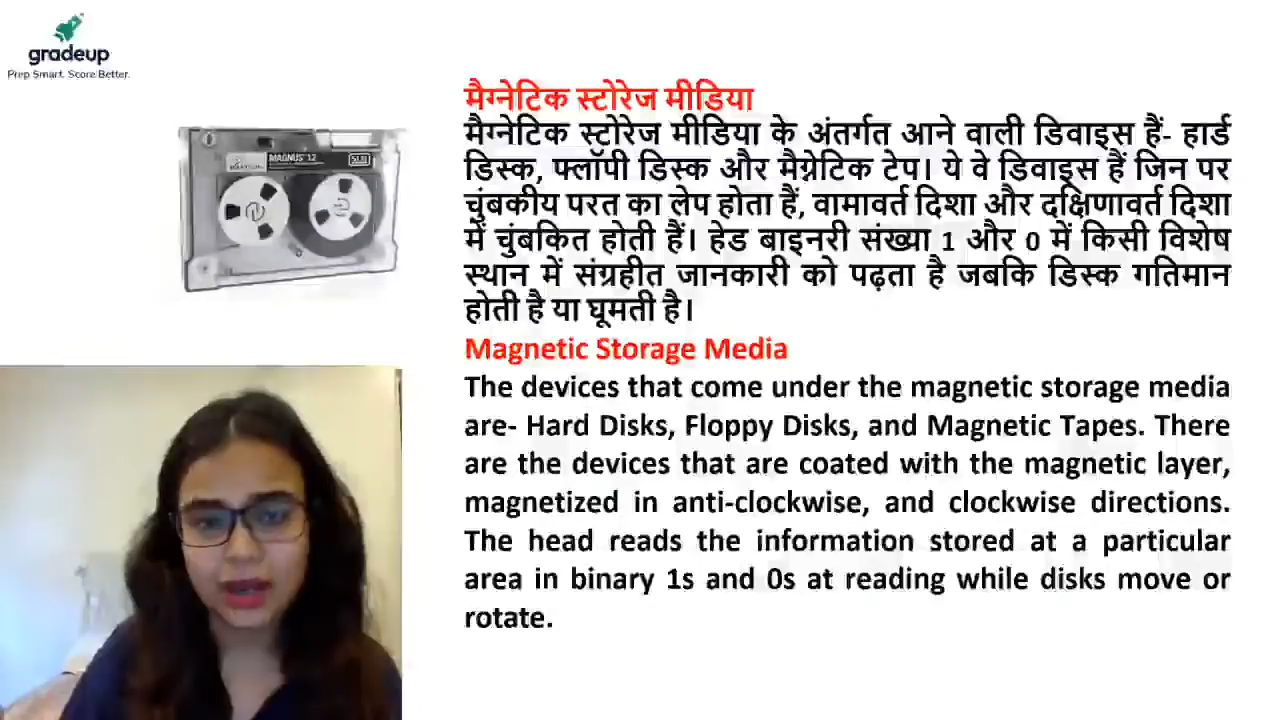 gradeup
Prep Smart. Score Better.
MAGNUS 1.2
मैग्नेटिक स्टोरेज मीडिया
मैग्नेटिक स्टोरेज मीडिया के अंतर्गत आने वाली डिवाइस हैं- हार्ड
डिस्क, फ्लॉपी डिस्क और मैग्नेटिक टेप। ये वे डिवाइस हैं जिन पर
चुंबकीय परत का लेप होता हैं, वामावर्त दिशा और दक्षिणावर्त दिशा
में चुंबकित होती हैं। हेड बाइनरी संख्या 1 और 0 में किसी विशेष
स्थान में संग्रहीत जानकारी को पढ़ता है जबकि डिस्क गतिमान
होती है या घूमती है।
Magnetic Storage Media
The devices that come under the magnetic storage media
are- Hard Disks, Floppy Disks, and Magnetic Tapes. There
are the devices that are coated with the magnetic layer,
magnetized in anti-clockwise, and clockwise directions.
The head reads the information stored at a particular
area in binary 1s and 0s at reading while disks move or
rotate.